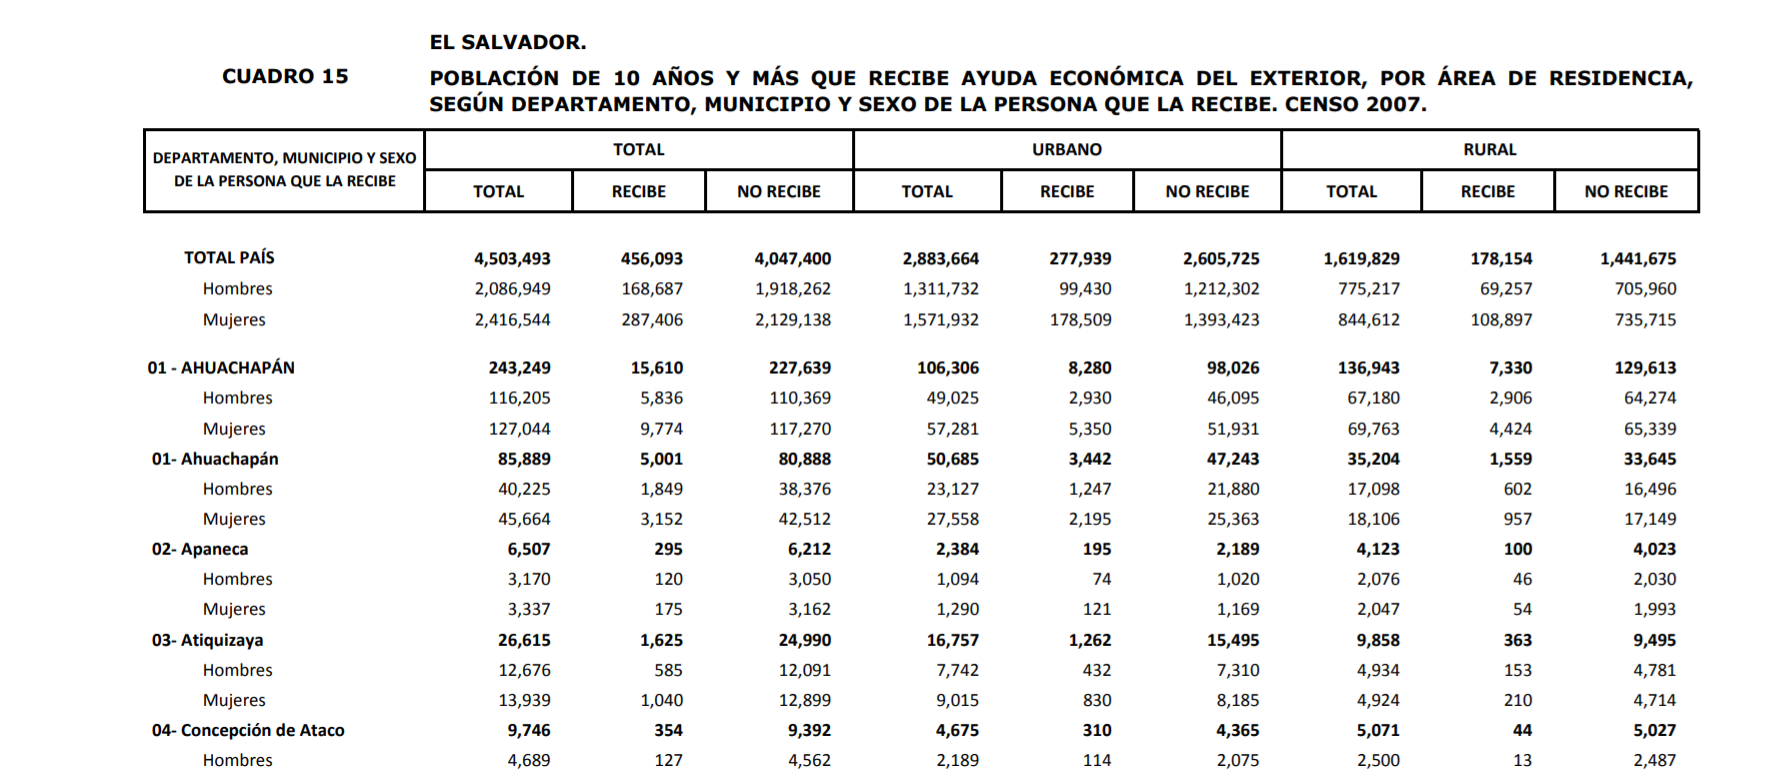 EL SALVADOR.
CUADRO 15 POBLACIÓN DE 10 AÑOS Y MÁS QUE RECIBE AYUDA ECONÓMICA DEL EXTERIOR, POR ÁREA DE RESIDENCIA,
SEGÚN DEPARTAMENTO, MUNICIPIO Y SEXO DE LA PERSONA QUE LA RECIBE. CENSO 2007.
DEPARTAMENTO, MUNICIPIO Y SEXO
DE LA PERSONA QUE LA RECIBE
TOTAL URBANO RURAL
TOTAL RECIBE NO RECIBE TOTAL RECIBE NO RECIBE TOTAL RECIBE NO RECIBE
TOTAL PAÍS 4,503,493 456,093 4,047,400 2,883,664 277,939 2,605,725 1,619,829 178,154 1,441,675
Hombres 2,086,949 168,687 1,918,262 1,311,732 99,430 1,212,302 775,217 69,257 705,960
Mujeres 2,416,544 287,406 2,129,138 1,571,932 178,509 1,393,423 844,612 108,897 735,715
01 - AHUACHAPÁN 243,249 15,610 227,639 106,306 8,280 98,026 136,943 7,330 129,613
Hombres 116,205 5,836 110,369 49,025 2,930 46,095 67,180 2,906 64,274
Mujeres 127,044 9,774 117,270 57,281 5,350 51,931 69,763 4,424 65,339
01- Ahuachapán 85,889 5,001 80,888 50,685 3,442 47,243 35,204 1,559 33,645
Hombres 40,225 1,849 38,376 23,127 1,247 21,880 17,098 602 16,496
Mujeres 45,664 3,152 42,512 27,558 2,195 25,363 18,106 957 17,149
02- Apaneca 6,507 295 6,212 2,384 195 2,189 4,123 100 4,023
Hombres 3,170 120 3,050 1,094 74 1,020 2,076 46 2,030
Mujeres 3,337 175 3,162 1,290 121 1,169 2,047 54 1,993
03- Atiquizaya 26,615 1,625 24,990 16,757 1,262 15,495 9,858 363 9,495
Hombres 12,676 585 12,091 7,742 432 7,310 4,934 153 4,781
Mujeres 13,939 1,040 12,899 9,015 830 8,185 4,924 210 4,714
04- Concepción de Ataco 9,746 354 9,392 4,675 310 4,365 5,071 44 5,027
Hombres 4,689 127 4,562 2,189 114 2,075 2,500 13 2,487